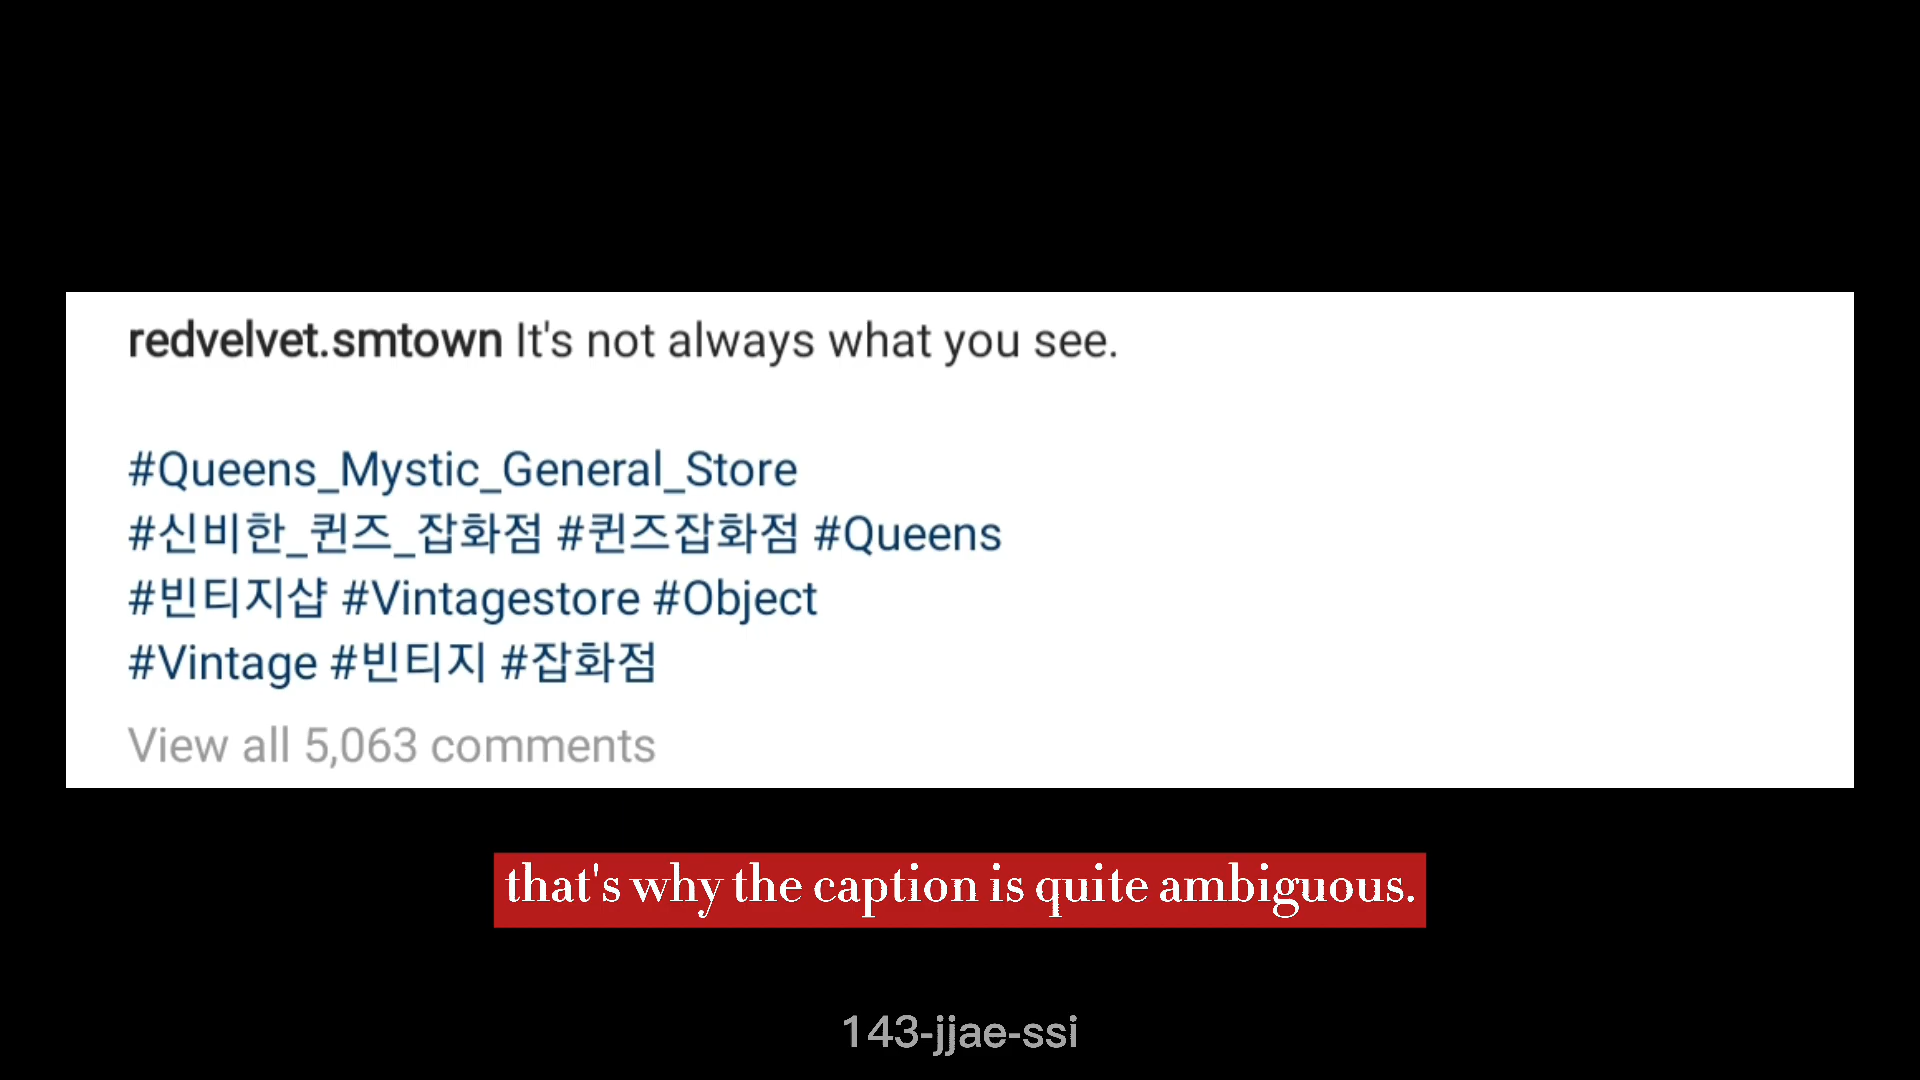 redvelvet.smtown It's not always what you see.
#Queens_Mystic_General_Store
#신비한_퀸즈_잡화점 #퀸즈잡화점 #Queens
#빈티지샵 #Vintagestore #Object
#Vintage #빈티지 #잡화점
View all 5,063 comments
that's why the caption is quite ambiguous.
143-jjae-ssi